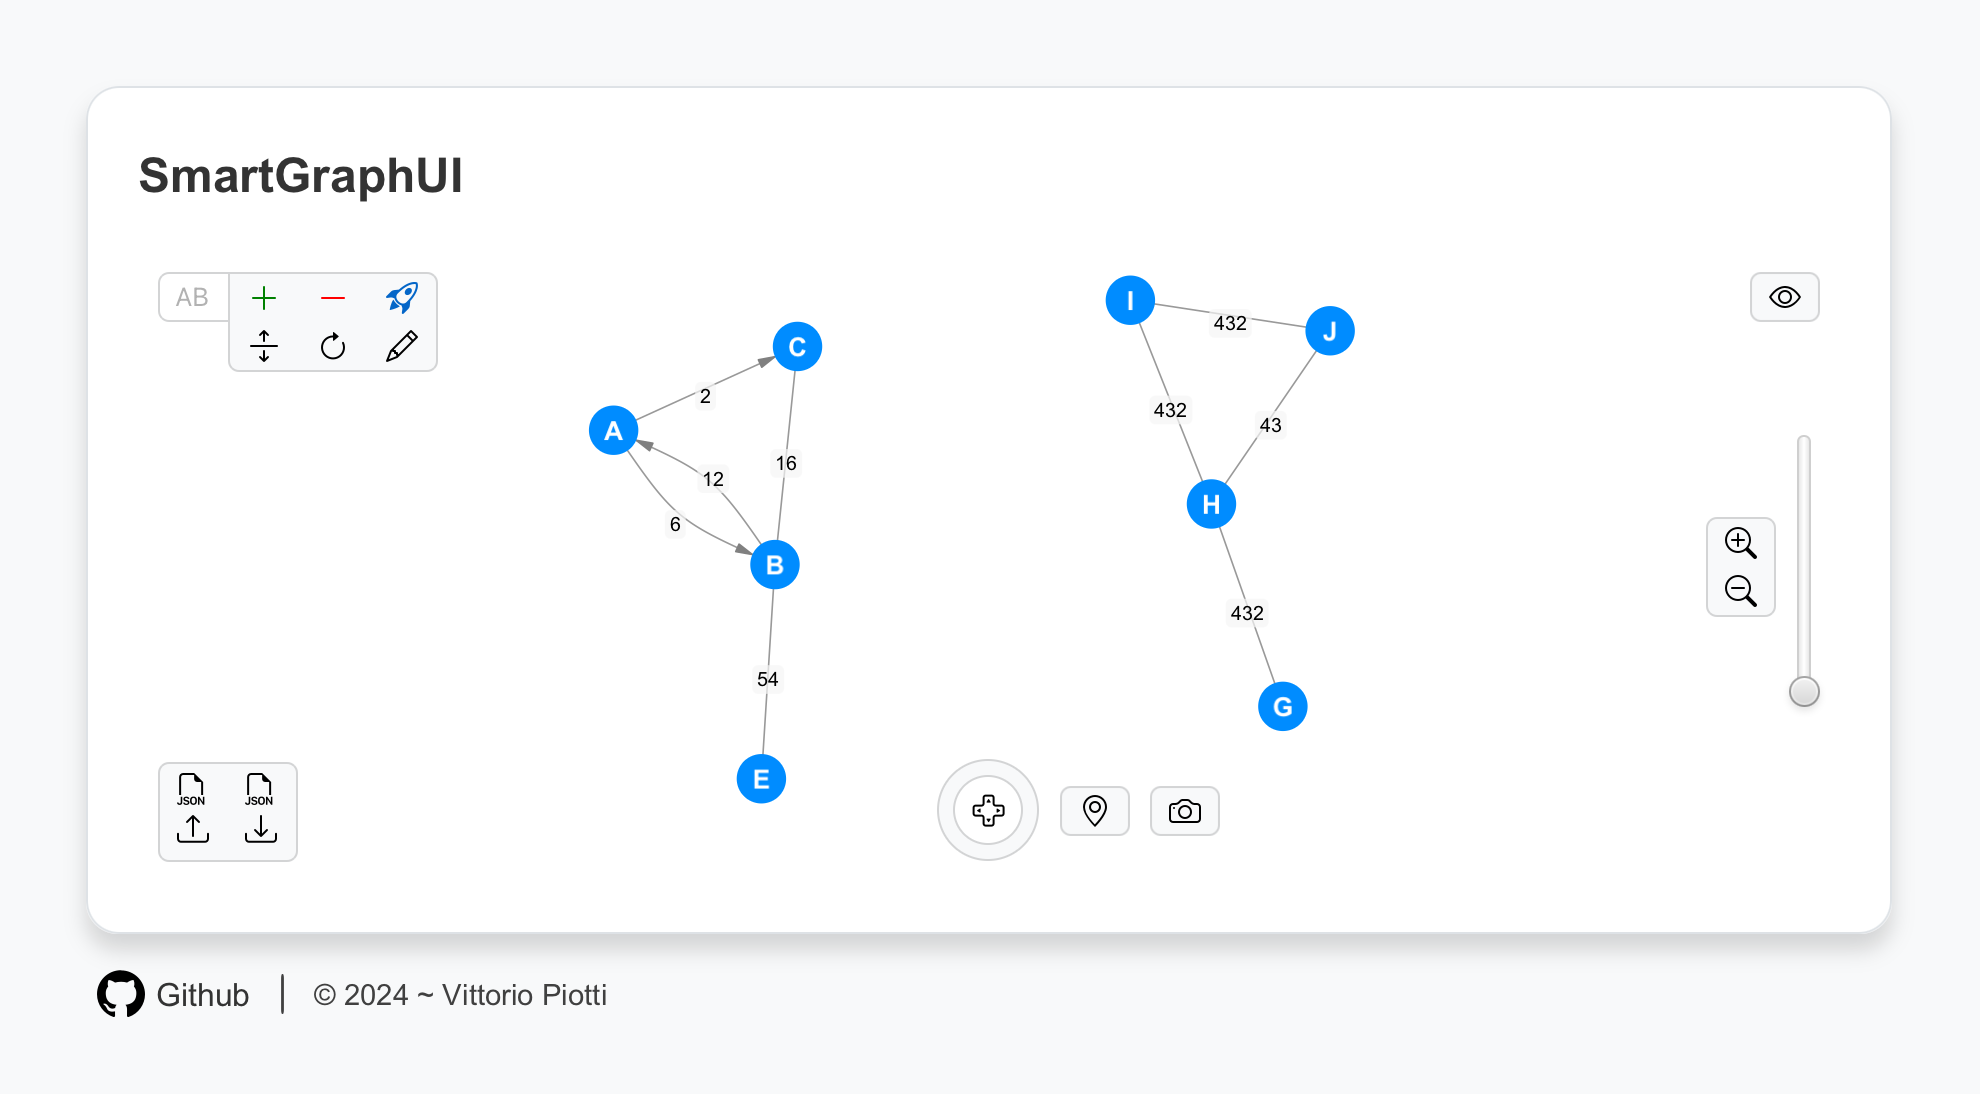 SmartGraphUI
AB
I
J
432
C
2
A
432
43
16
12
H
6
B
432
54
G
E
JSON JSON
Github | © 2024 ~ Vittorio Piotti